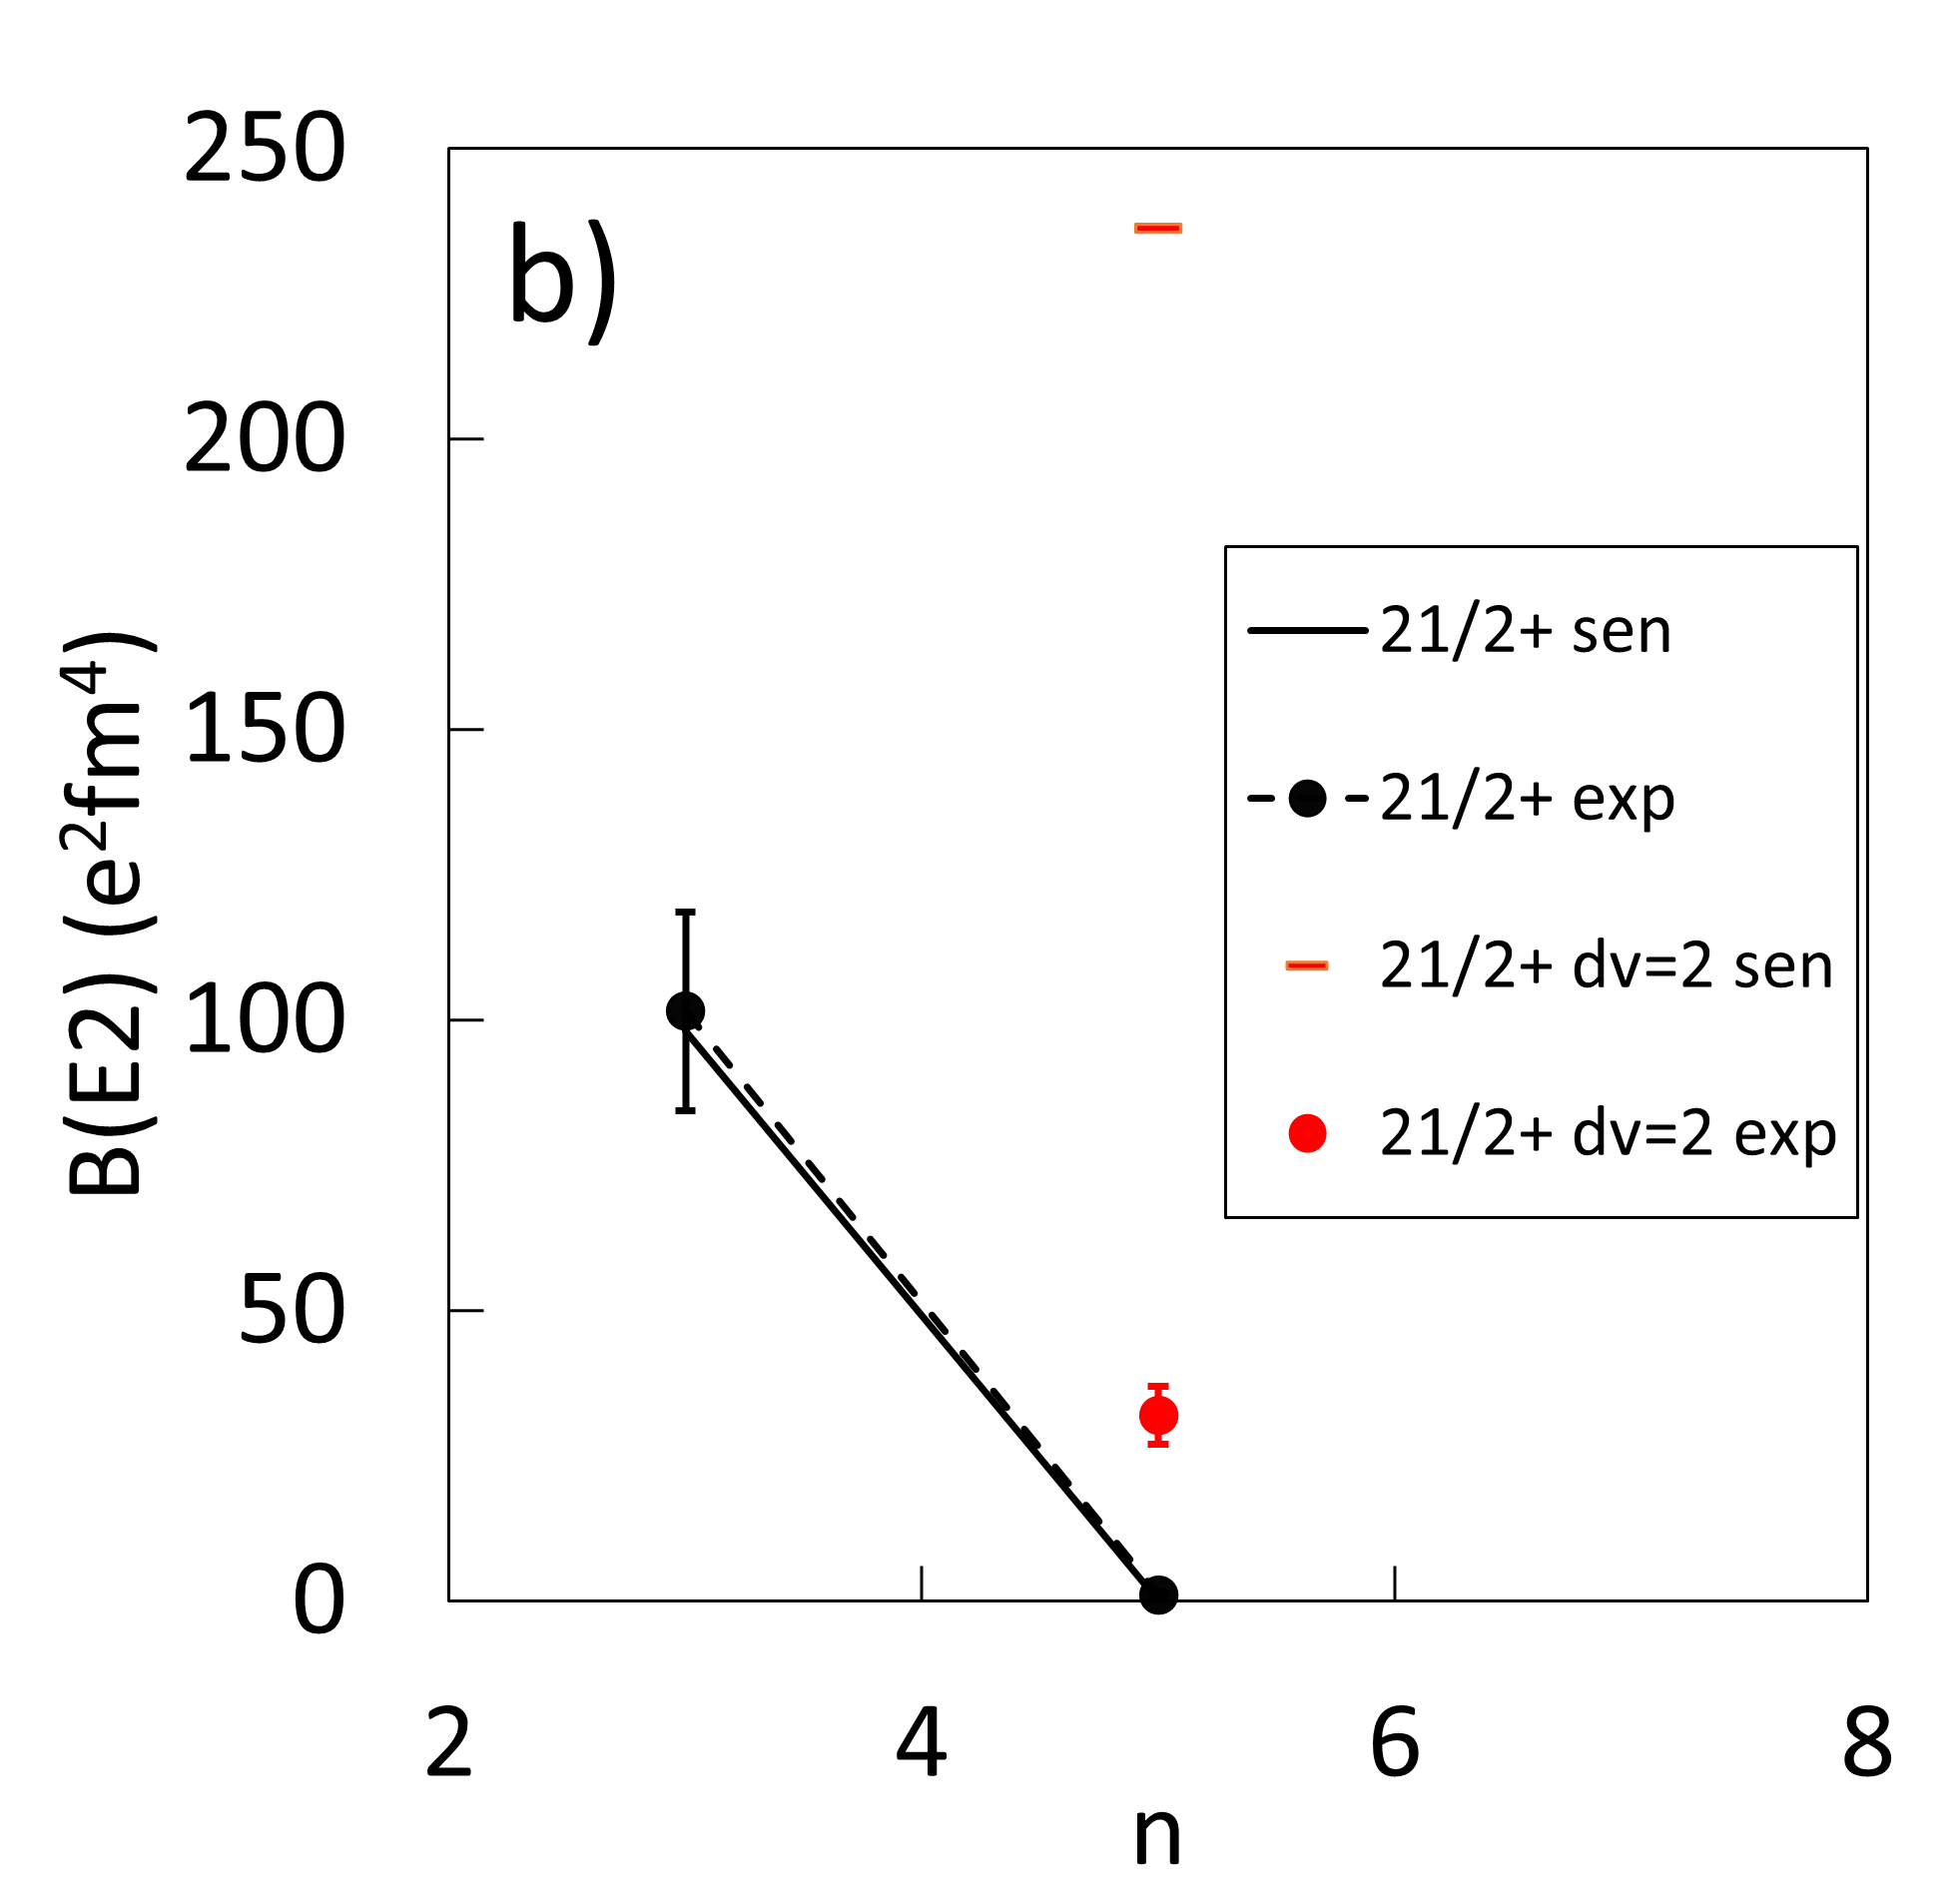 b)
250
200
150
100
50
0
B(E2) (e²fm⁴)
21/2+ sen
21/2+ exp
21/2+ dv=2 sen
21/2+ dv=2 exp
2 4 6 8
n